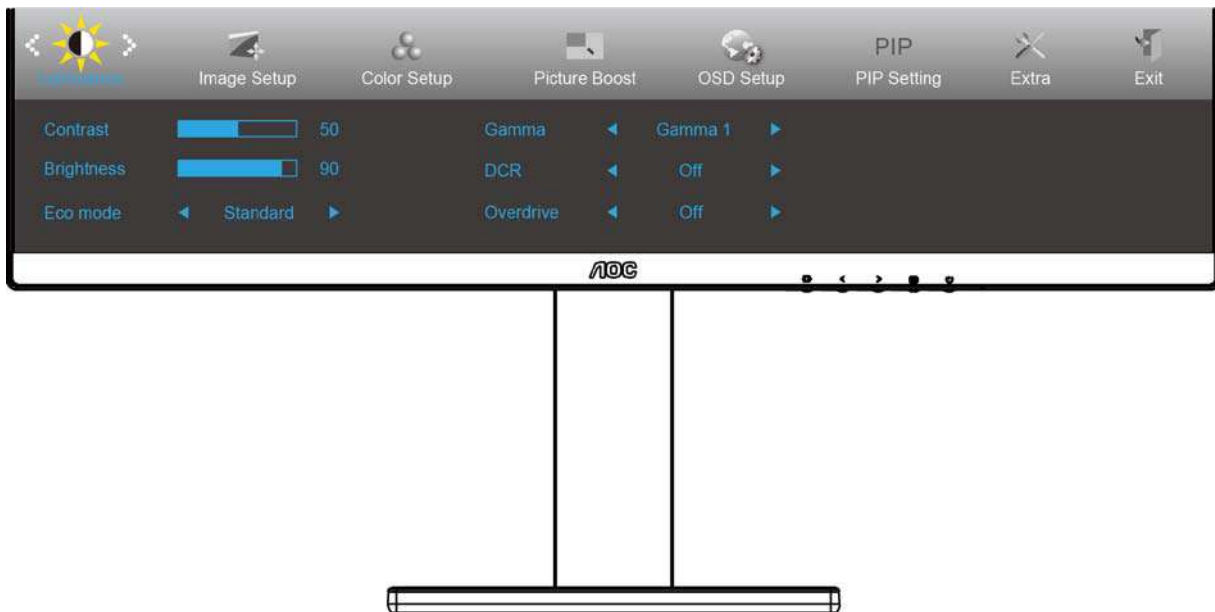 Luminance
Image Setup
Color Setup
Picture Boost
OSD Setup
PIP
PIP Setting
Extra
Exit
Contrast 50 Gamma Gamma 1
Brightness 90 DCR Off
Eco mode Standard Overdrive Off
AOC